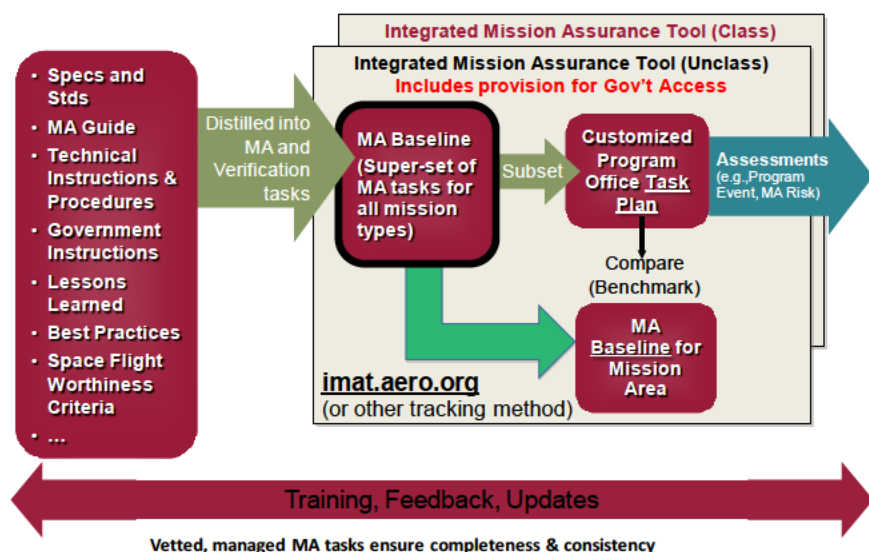 Integrated Mission Assurance Tool (Class)
Integrated Mission Assurance Tool (Unclass)
Includes provision for Gov't Access
• Specs and
Stds
• MA Guide
• Technical
Instructions &
Procedures
• Government
Instructions
• Lessons
Learned
• Best Practices
• Space Flight
Worthiness
Criteria
• ...
Distilled into
MA and
Verification
tasks
MA Baseline
(Super-set of
MA tasks for
all mission
types)
Subset
Customized
Program
Office Task
Plan
Assessments
(e.g.,Program
Event, MA Risk)
Compare
(Benchmark)
MA
Baseline for
Mission
Area
imat.aero.org
(or other tracking method)
Training, Feedback, Updates
Vetted, managed MA tasks ensure completeness & consistency